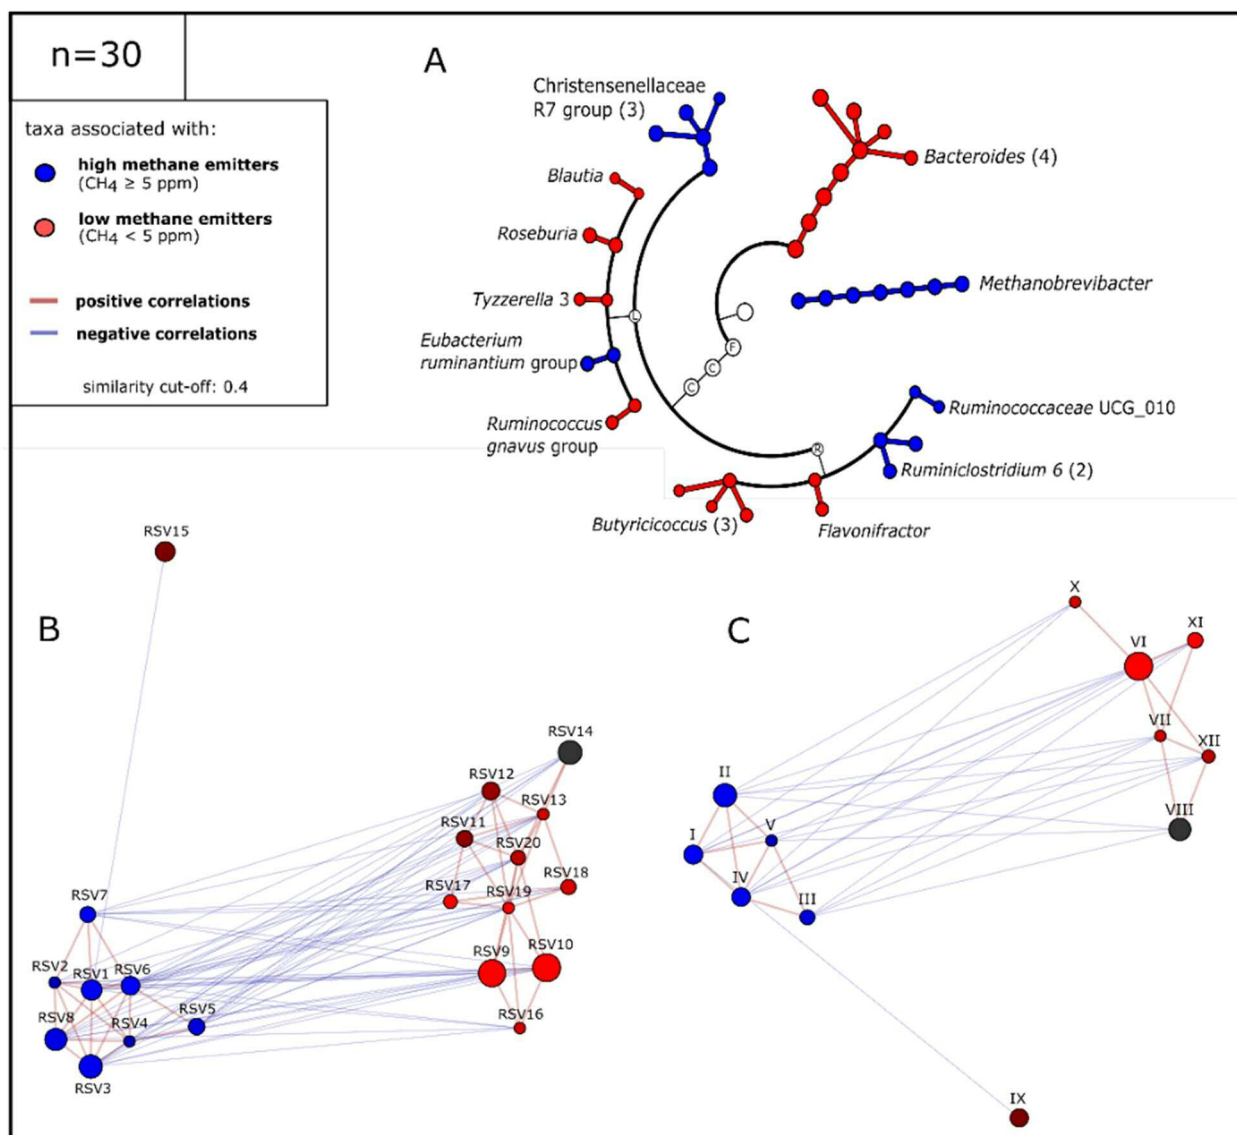 n=30
taxa associated with:
high methane emitters
(CH4 ≥ 5 ppm)
low methane emitters
(CH4 < 5 ppm)
positive correlations
negative correlations
similarity cut-off: 0.4
A
Christensenellaceae
R7 group (3)
Bacteroides (4)
Blautia
Roseburia
Methanobrevibacter
Tyzzerella 3
L
Eubacterium
ruminantium group
F
C
C
Ruminococcus
gnavus group
Ruminococcaceae UCG_010
R
Ruminiclostridium 6 (2)
Butyricicoccus (3)
Flavonifractor
B
RSV15
RSV14
RSV12
RSV13
RSV11
RSV20
RSV18
RSV17
RSV19
RSV7
RSV10
RSV9
RSV2
RSV1
RSV6
RSV5
RSV8
RSV4
RSV16
RSV3
C
X
XI
VI
VII
XII
II
VIII
V
I
IV
III
IX